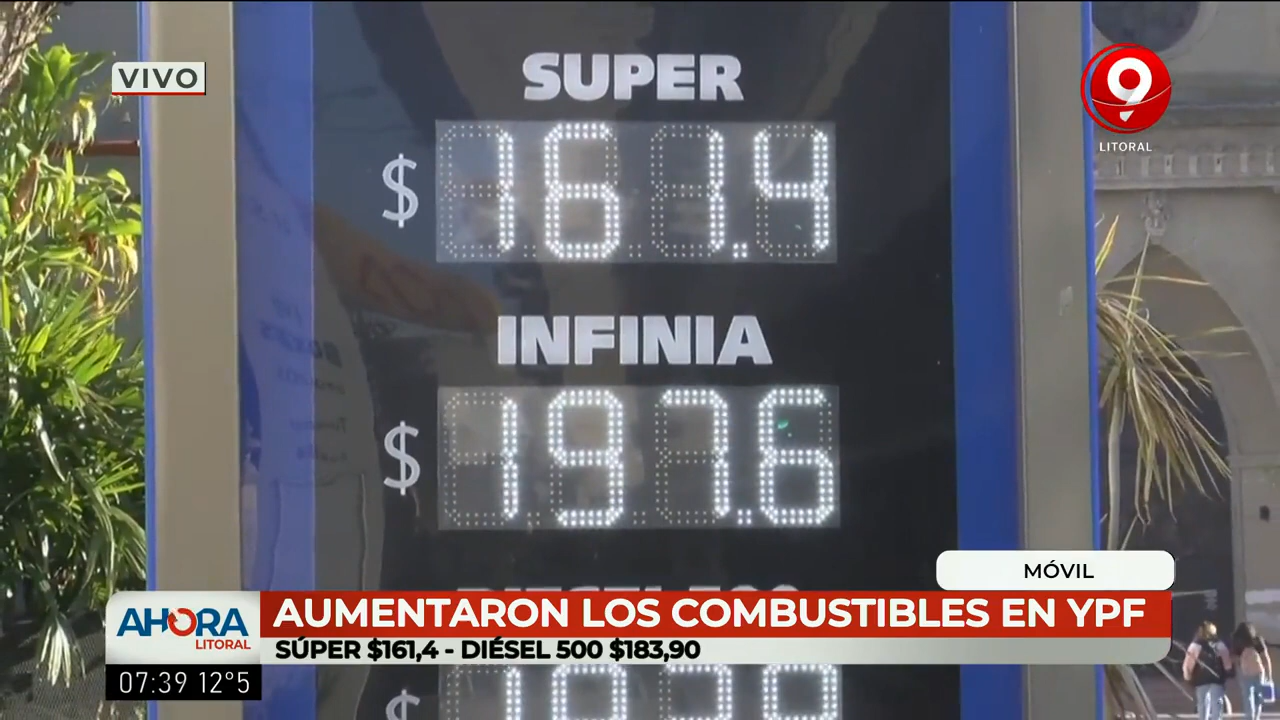 VIVO
SUPER
$ 161.4
9
LITORAL
INFINIA
$ 197.6
MÓVIL
AHORA
LITORAL
AUMENTARON LOS COMBUSTIBLES EN YPF
SÚPER $161,4 - DIÉSEL 500 $183,90
07:39 12°5
$